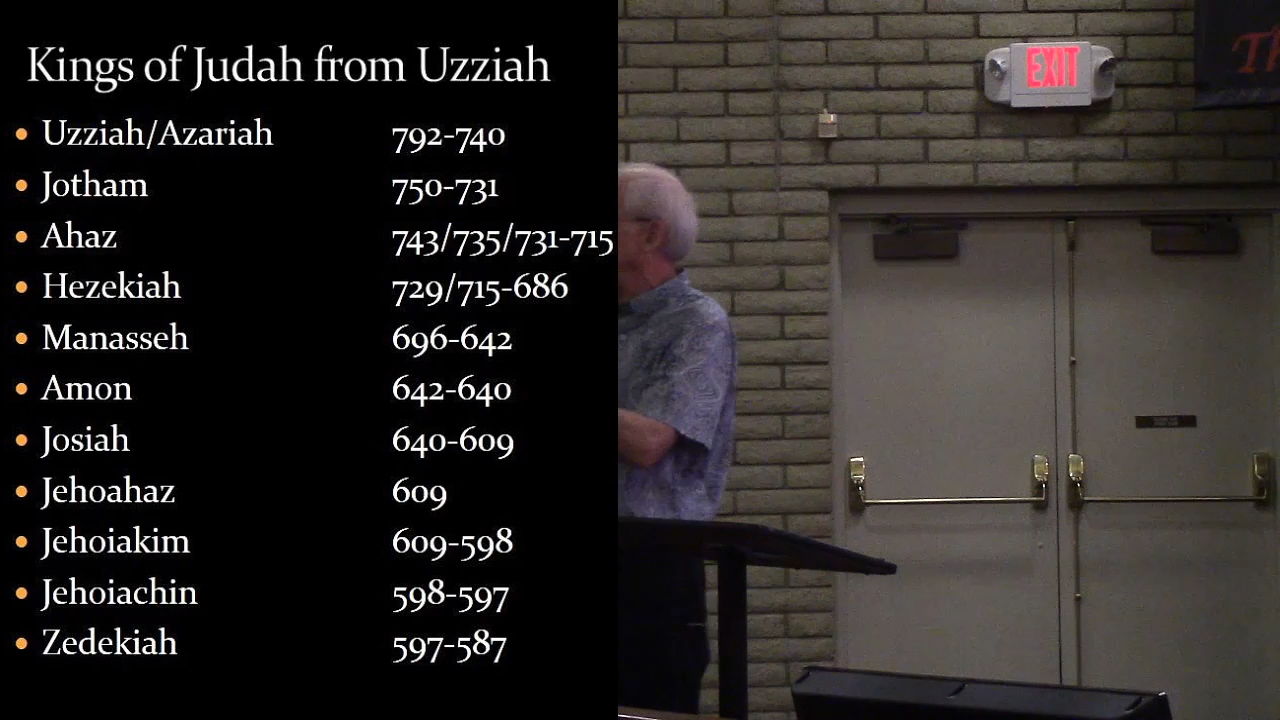 Kings of Judah from Uzziah
• Uzziah/Azariah 792-740
• Jotham 750-731
• Ahaz 743/735/731-715
• Hezekiah 729/715-686
• Manasseh 696-642
• Amon 642-640
• Josiah 640-609
• Jehoahaz 609
• Jehoiakim 609-598
• Jehoiachin 598-597
• Zedekiah 597-587
EXIT